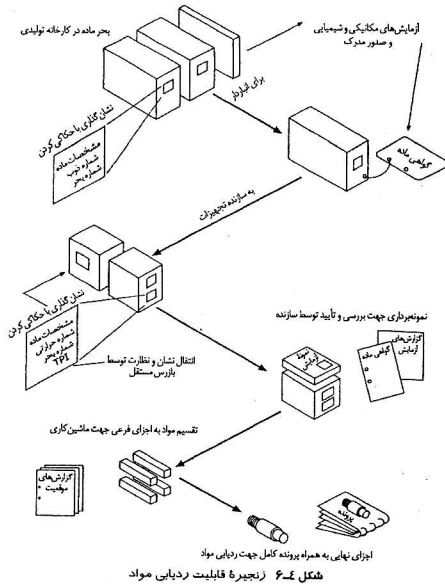 بحر ماده در کارخانه تولیدی
آزمایش‌های مکانیکی و شیمیایی
و صدور مدرک
برای انباردار
نشان گذاری با حکاکی کردن
مشخصات ماده
شماره ذوب
شماره بحر
گواهی ماده
به سازنده تجهیزات
نشان گذاری با حکاکی کردن
مشخصات ماده
شماره حرارتی
شماره بحر
TPI
انتقال نشان و نظارت توسط
بازرس مستقل
نمونه‌برداری جهت بررسی و تأیید توسط سازنده
نمونه
آزمایش
گواهی ماده
گزارش‌های
آزمایش
تقسیم مواد به اجزای فرعی جهت ماشین کاری
گزارش‌های
موقعیت
پرونده
اجزای نهایی به همراه پرونده کامل جهت ردیابی مواد
شکل ۴-۶ زنجیرهٔ قابلیت ردیابی مواد